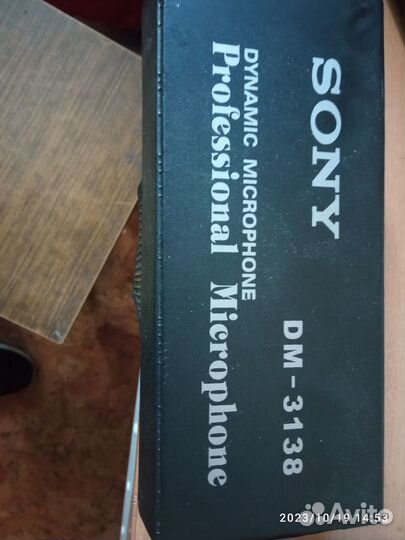 SONY
DYNAMIC MICROPHONE
Professional Microphone
DM-3138
2023/10/19 14:53
Avito